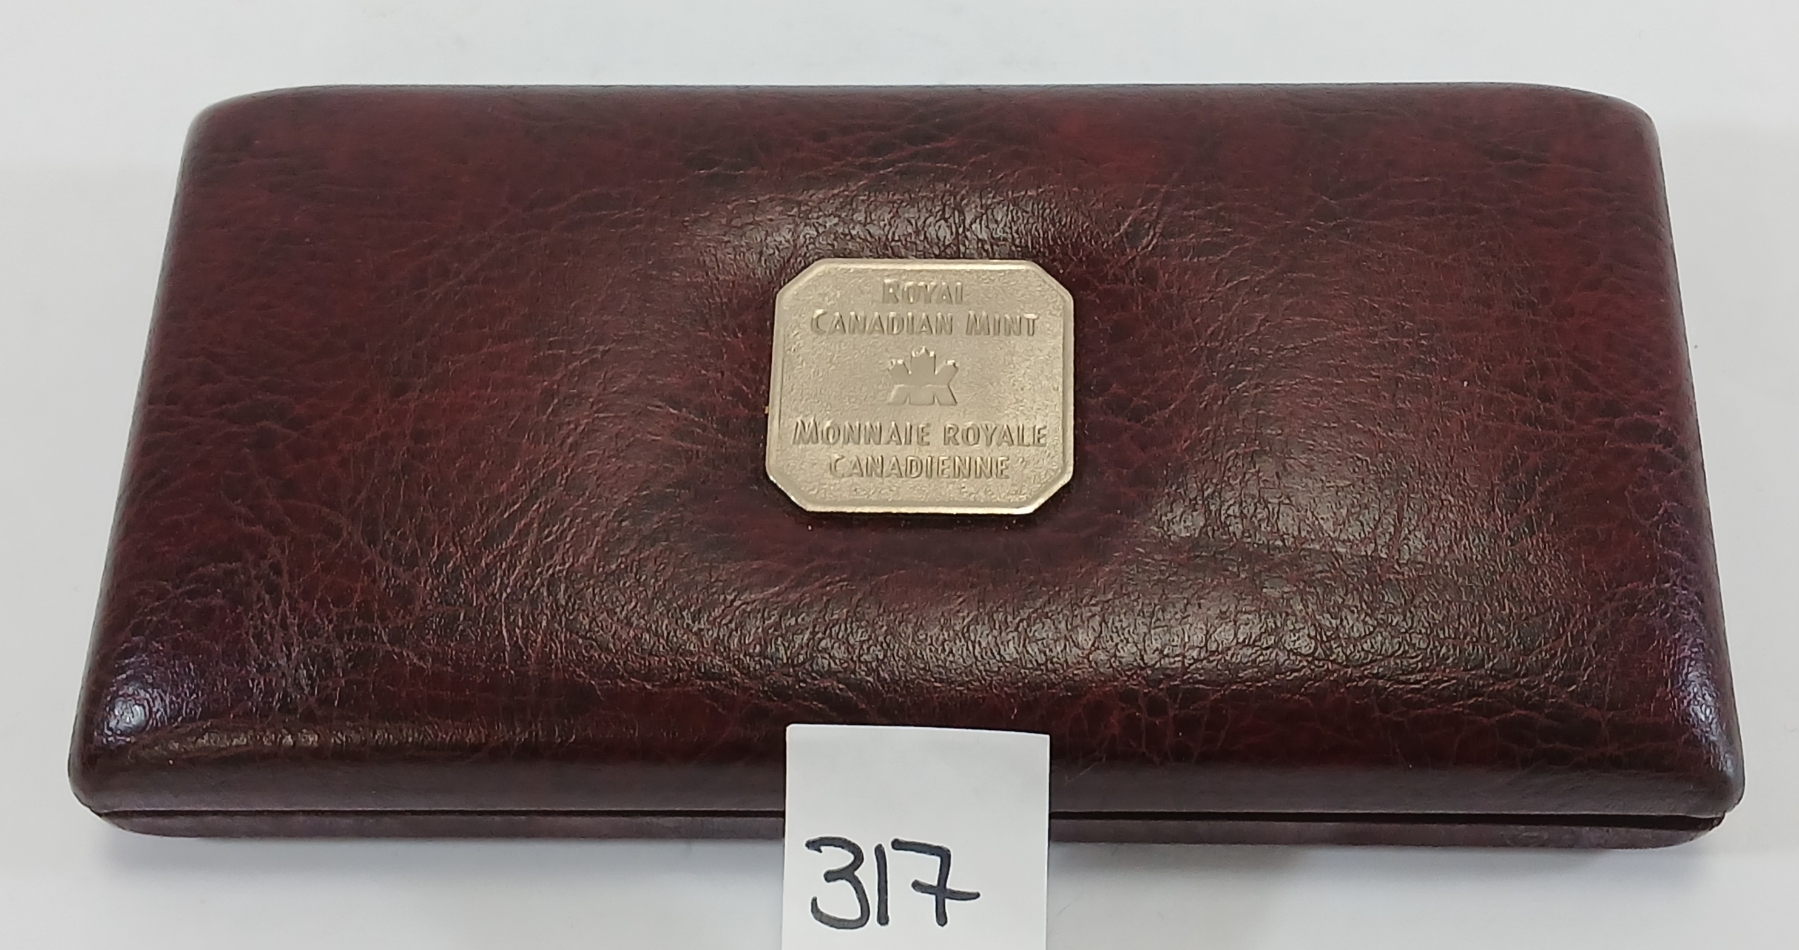 ROYAL
CANADIAN MINT
MONNAIE ROYALE
CANADIENNE
317